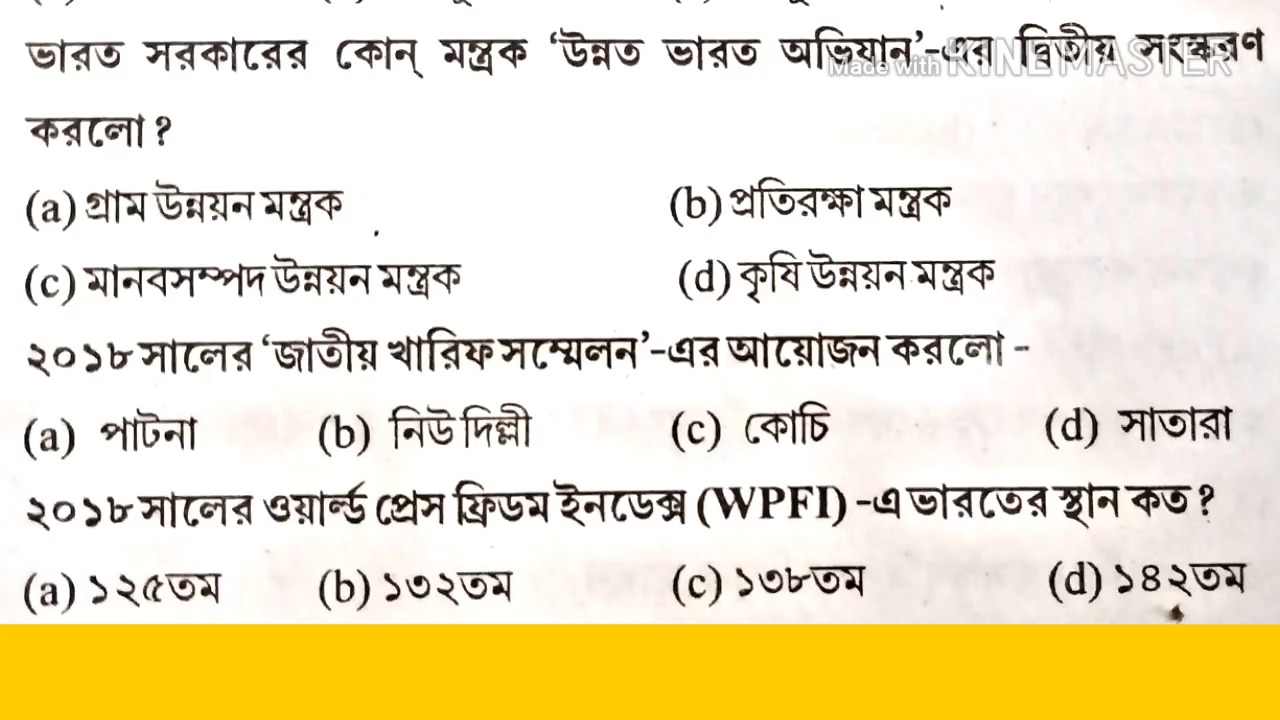 ভারত সরকারের কোন্ মন্ত্রক ‘উন্নত ভারত অভিযান’-এর দ্বিতীয় সংস্করণ
Made with KINEMASTER
করলো?
(a) গ্রাম উন্নয়ন মন্ত্রক (b) প্রতিরক্ষা মন্ত্রক
(c) মানবসম্পদ উন্নয়ন মন্ত্রক (d) কৃষি উন্নয়ন মন্ত্রক
২০১৮ সালের ‘জাতীয় খারিফ সম্মেলন’-এর আয়োজন করলো -
(a) পাটনা (b) নিউ দিল্লী (c) কোচি (d) সাতারা
২০১৮ সালের ওয়ার্ল্ড প্রেস ফ্রিডম ইনডেক্স (WPFI) -এ ভারতের স্থান কত?
(a) ১২৫তম (b) ১৩২তম (c) ১৩৮তম (d) ১৪২তম